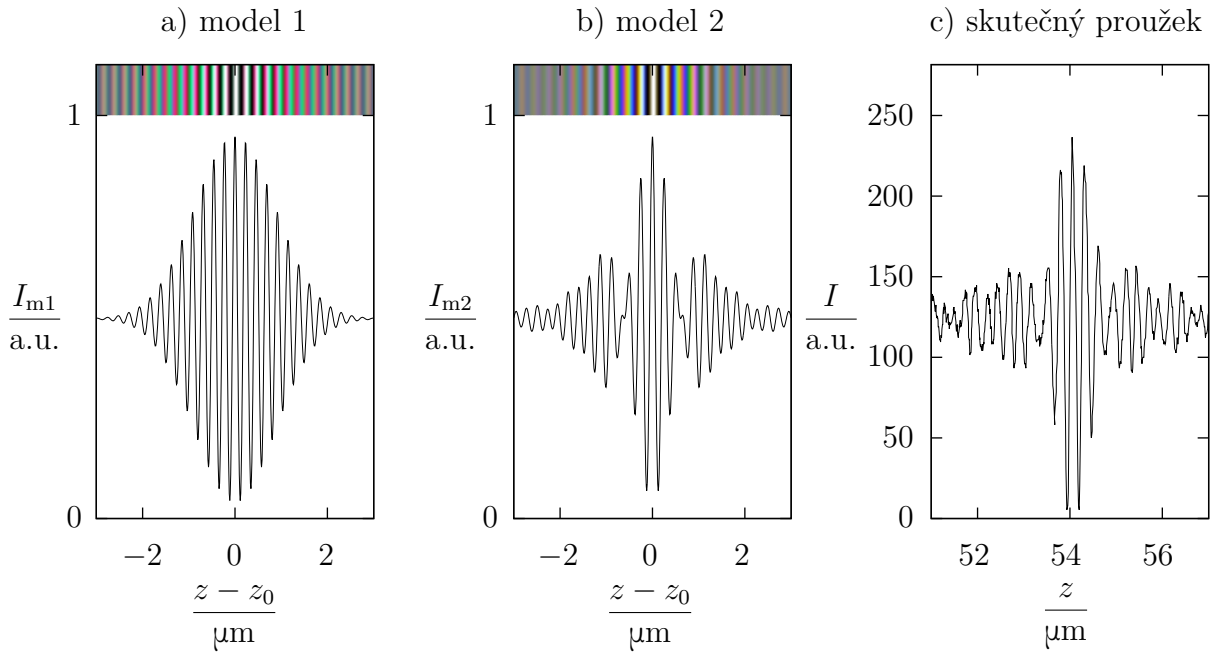 a) model 1
b) model 2
c) skutečný proužek
1
0
I_m1
a.u.
−2 0 2
z − z_0
µm
1
0
I_m2
a.u.
−2 0 2
z − z_0
µm
250
200
150
100
50
0
I
a.u.
52 54 56
z
µm